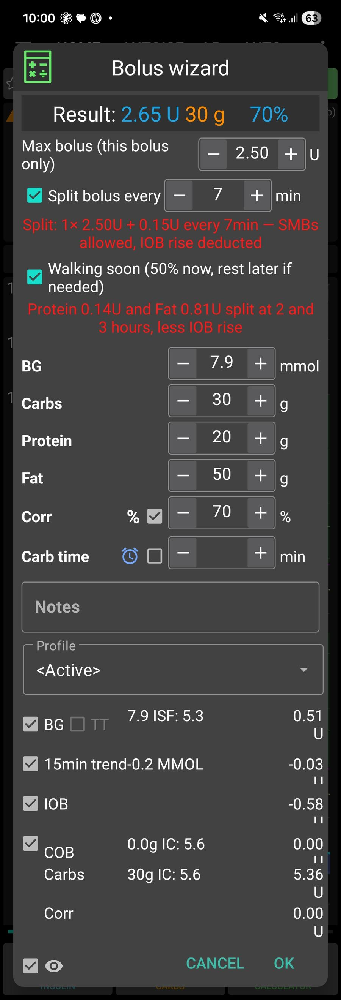 10:00
63
Bolus wizard
Result: 2.65 U 30 g 70%
Max bolus (this bolus
only)
− 2.50 + U
Split bolus every − 7 + min
Split: 1× 2.50U + 0.15U every 7min — SMBs
allowed, IOB rise deducted
Walking soon (50% now, rest later if
needed)
Protein 0.14U and Fat 0.81U split at 2 and
3 hours, less IOB rise
BG − 7.9 + mmol
Carbs − 30 + g
Protein − 20 + g
Fat − 50 + g
Corr % − 70 + %
Carb time − + min
Notes
Profile
<Active>
BG TT 7.9 ISF: 5.3 0.51
U
15min trend-0.2 MMOL -0.03
U
IOB -0.58
U
COB 0.0g IC: 5.6 0.00
U
Carbs 30g IC: 5.6 5.36
U
Corr 0.00
U
CANCEL OK
INSULIN CARBS CALCULATOR